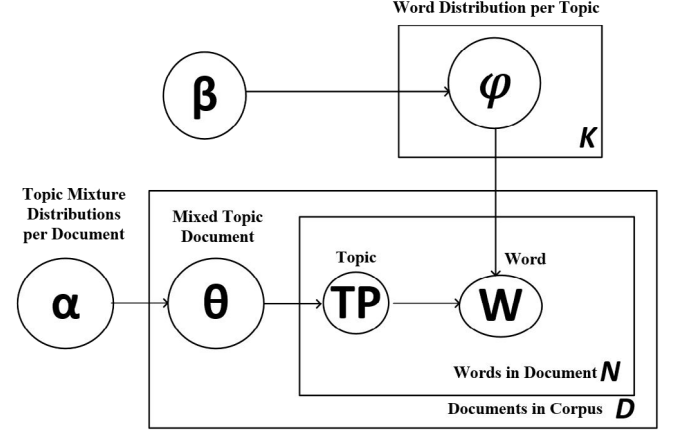 Word Distribution per Topic
β
φ
K
Topic Mixture
Distributions
per Document
Mixed Topic
Document
Topic
Word
α
θ
TP
W
Words in Document N
Documents in Corpus D